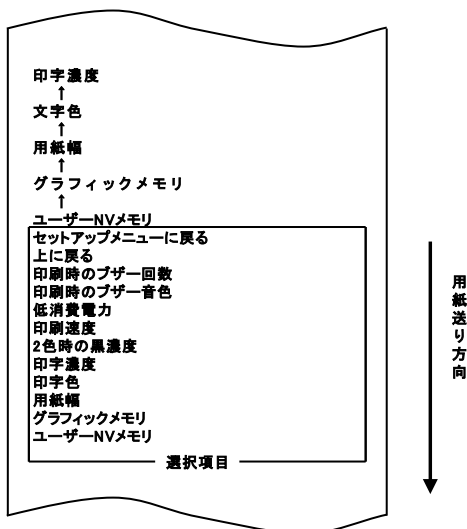 印字濃度
↑
文字色
↑
用紙幅
↑
グラフィックメモリ
↑
ユーザーNVメモリ
セットアップメニューに戻る
上に戻る
印刷時のブザー回数
印刷時のブザー音色
低消費電力
印刷速度
2色時の黒濃度
印字濃度
印字色
用紙幅
グラフィックメモリ
ユーザーNVメモリ
選択項目
用紙送り方向